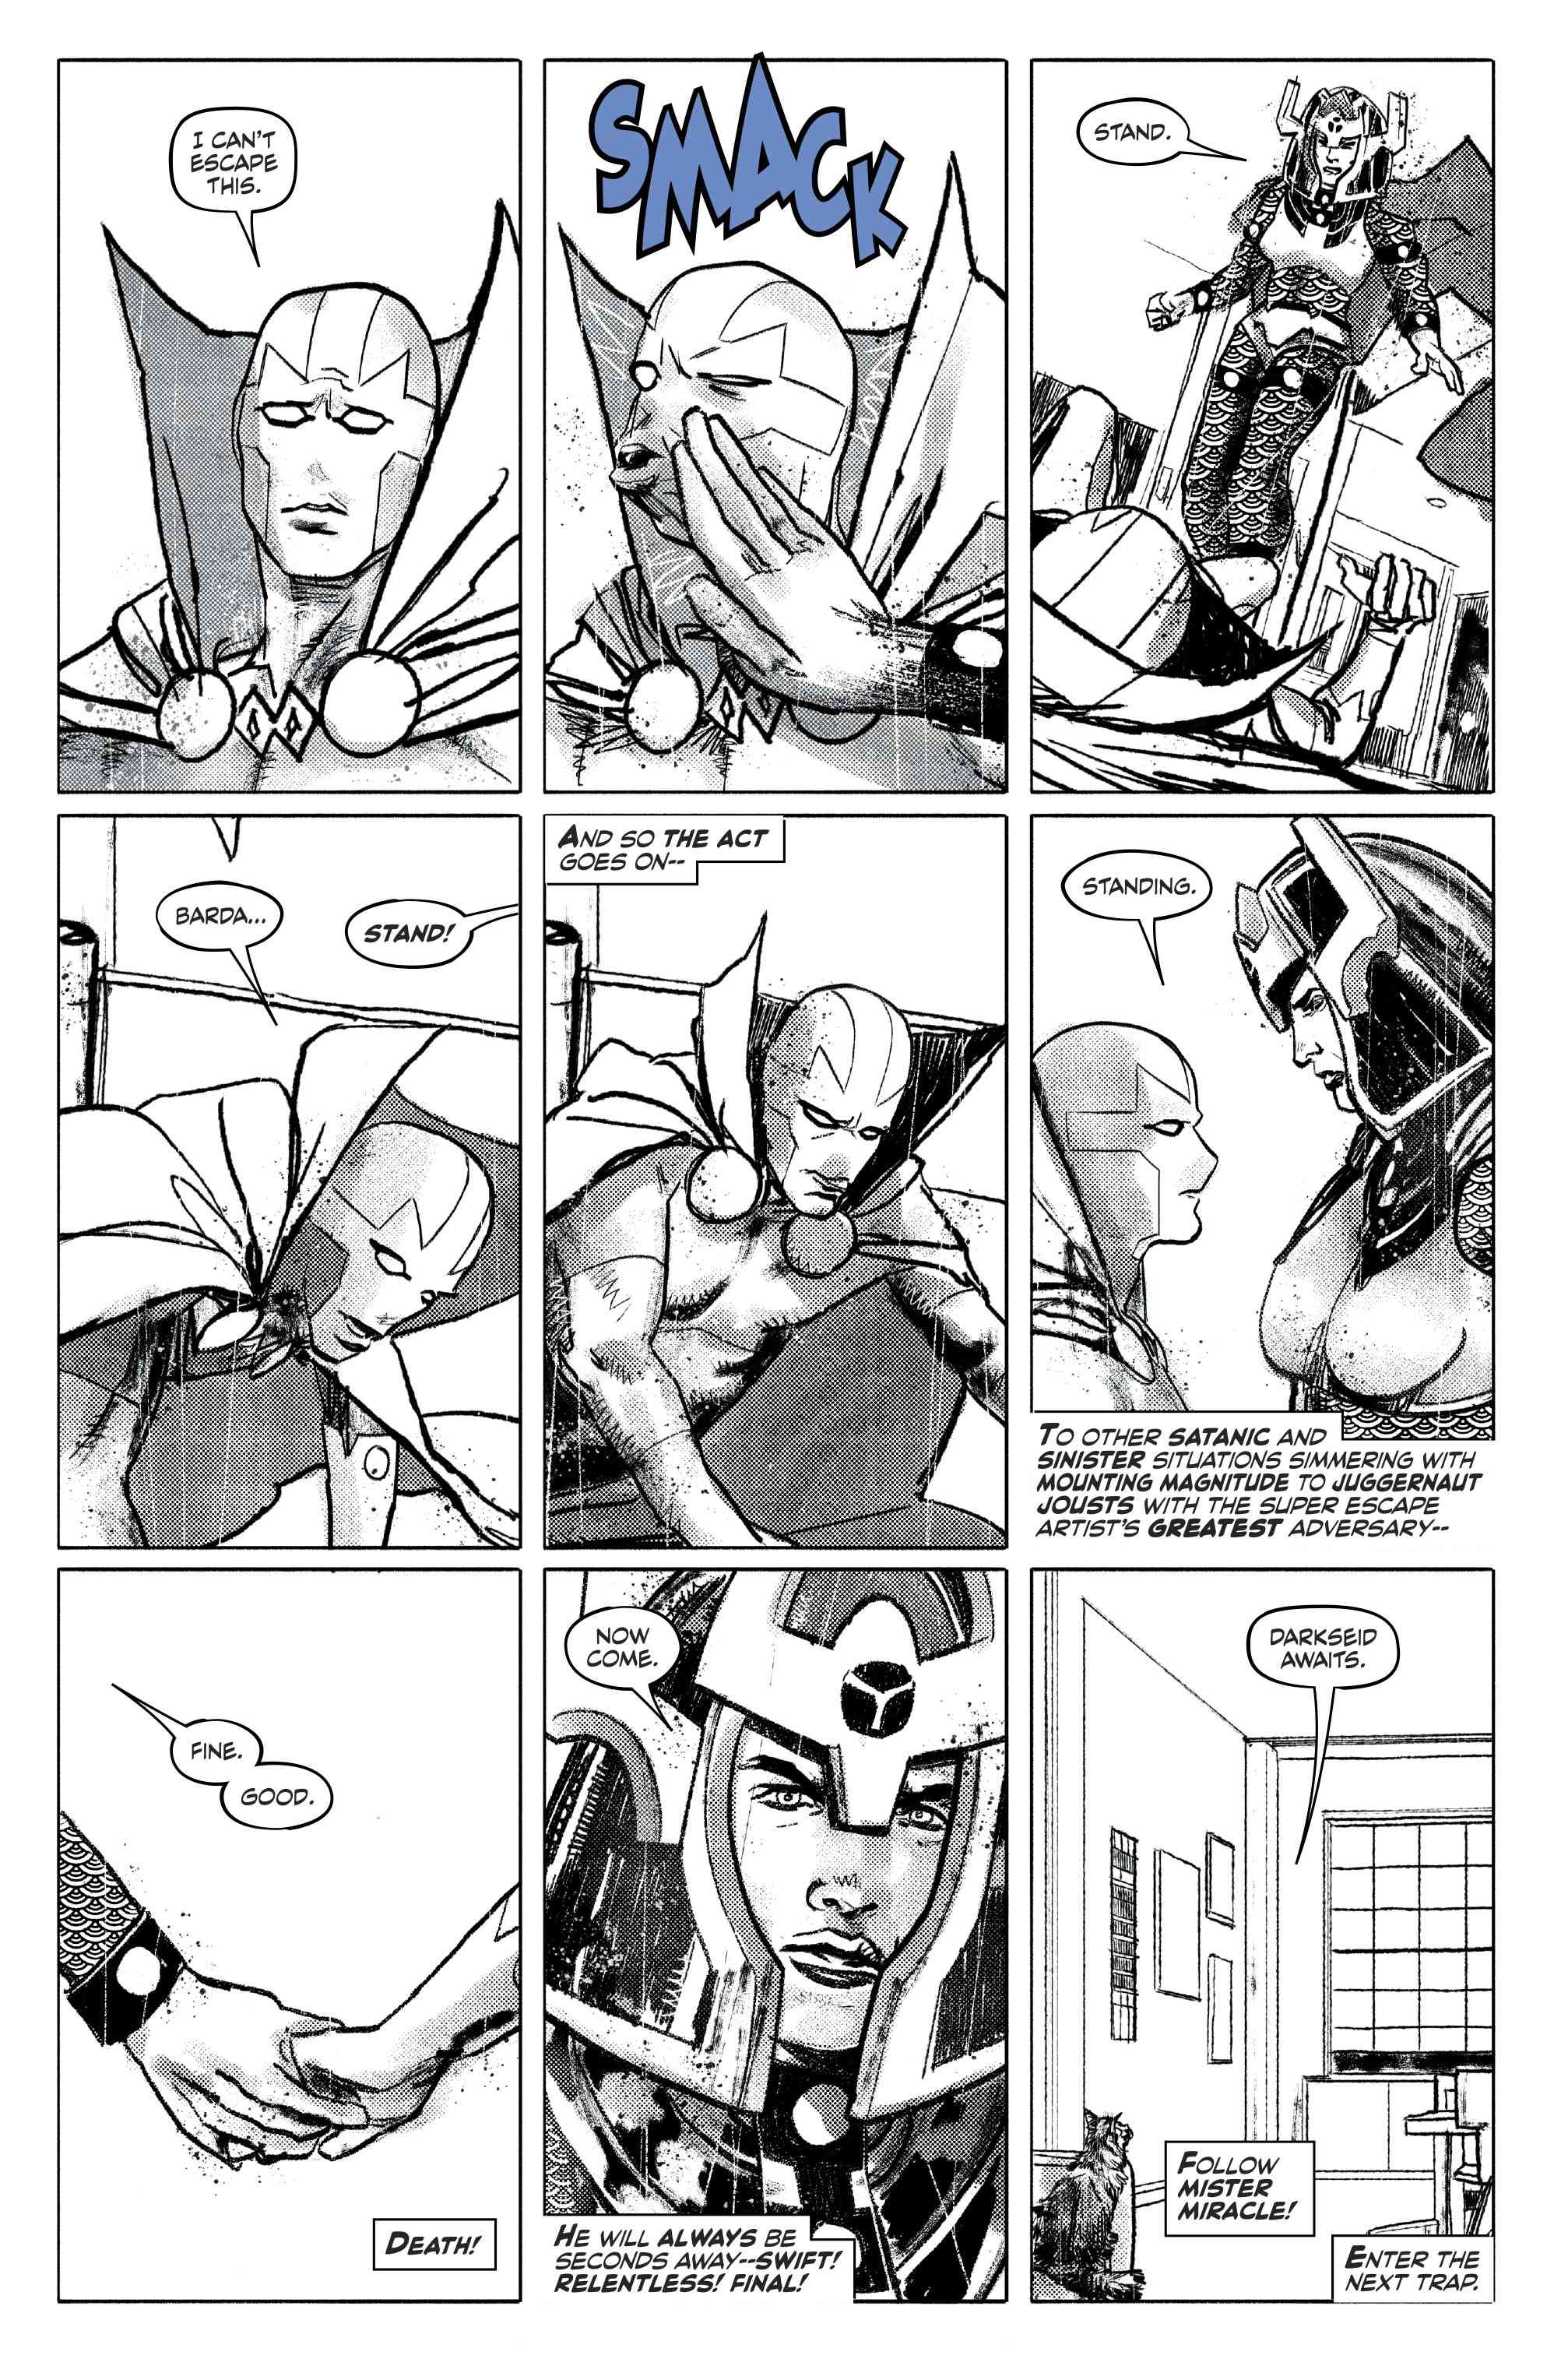 I CAN'T
ESCAPE
THIS.
SMACK
STAND.
BARDA...
STAND!
AND SO THE ACT
GOES ON--
STANDING.
TO OTHER SATANIC AND
SINISTER SITUATIONS SIMMERING WITH
MOUNTING MAGNITUDE TO JUGGERNAUT
JOUSTS WITH THE SUPER ESCAPE
ARTIST'S GREATEST ADVERSARY--
FINE.
GOOD.
DEATH!
NOW
COME.
HE WILL ALWAYS BE
SECONDS AWAY--SWIFT!
RELENTLESS! FINAL!
DARKSEID
AWAITS.
FOLLOW
MISTER
MIRACLE!
ENTER THE
NEXT TRAP.